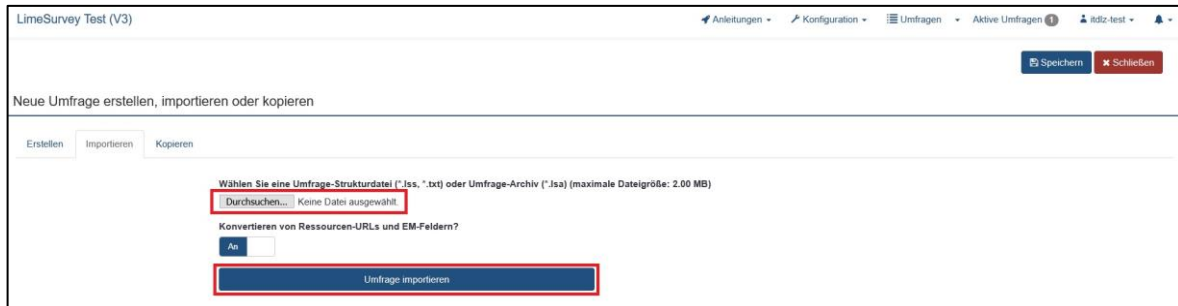 LimeSurvey Test (V3) Anleitungen Konfiguration Umfragen Aktive Umfragen 1 itdlz-test
Speichern Schließen
Neue Umfrage erstellen, importieren oder kopieren
Erstellen Importieren Kopieren
Wählen Sie eine Umfrage-Strukturdatei (*.lss, *.txt) oder Umfrage-Archiv (*.lsa) (maximale Dateigröße: 2.00 MB)
Durchsuchen... Keine Datei ausgewählt.
Konvertieren von Ressourcen-URLs und EM-Feldern?
An
Umfrage importieren